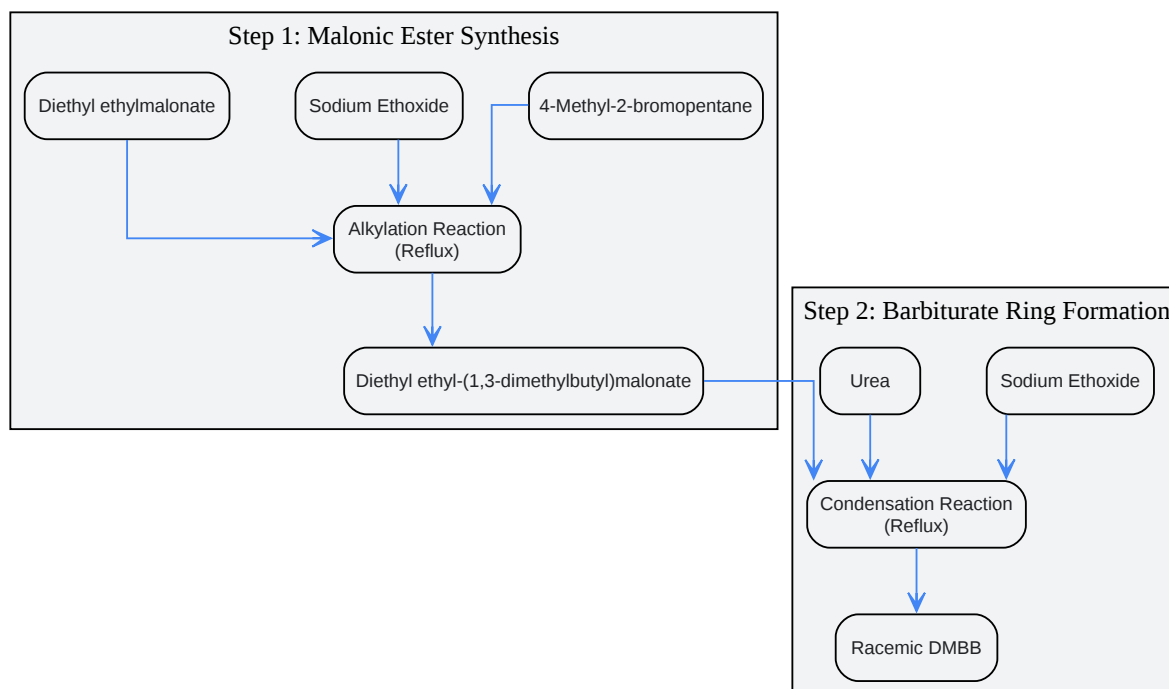 Step 1: Malonic Ester Synthesis
Diethyl ethylmalonate
Sodium Ethoxide
4-Methyl-2-bromopentane
Alkylation Reaction
(Reflux)
Diethyl ethyl-(1,3-dimethylbutyl)malonate
Step 2: Barbiturate Ring Formation
Urea
Sodium Ethoxide
Condensation Reaction
(Reflux)
Racemic DMBB